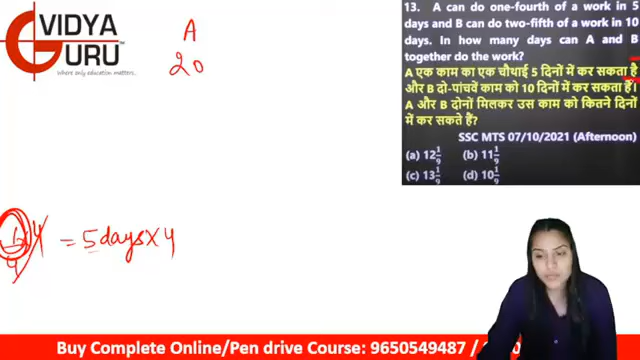 VIDYA
GURU
Where only education matters...
A
20
13. A can do one-fourth of a work in 5
days and B can do two-fifth of a work in 10
days. In how many days can A and B
together do the work?
A एक काम का एक चौथाई 5 दिनों में कर सकता है
और B दो-पांचवें काम को 10 दिनों में कर सकता हैं।
A और B दोनों मिलकर उस काम को कितने दिनों
में कर सकते हैं?
SSC MTS 07/10/2021 (Afternoon)
(a) 12 1/9 (b) 11 1/9
(c) 13 1/9 (d) 10 1/9
= 5 days × 4
Buy Complete Online/Pen drive Course: 9650549487 /